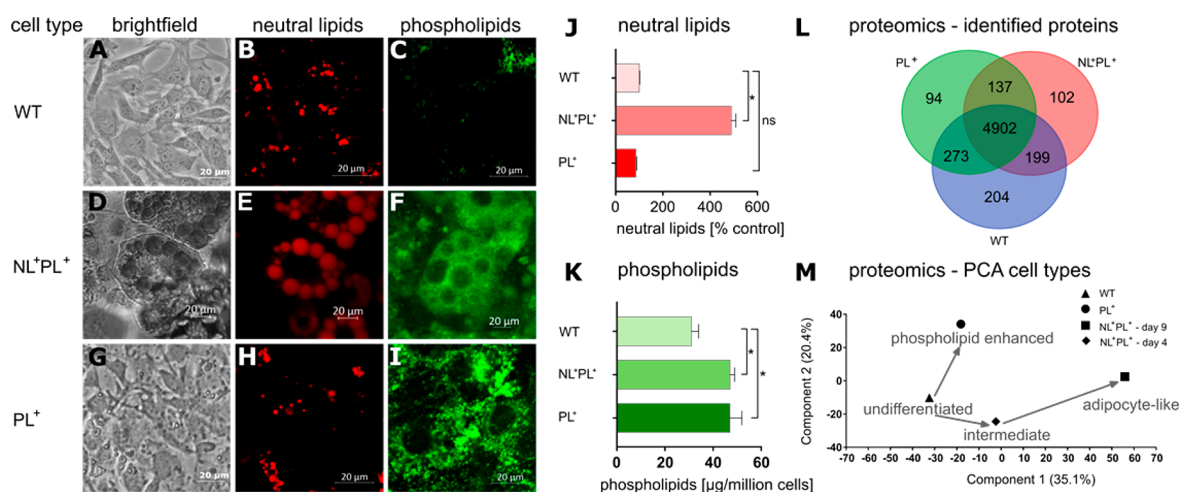 cell type brightfield neutral lipids phospholipids
A B C
WT
20 µm 20 µm 20 µm
D E F
NL⁺PL⁺
20 µm 20 µm 20 µm
G H I
PL⁺
20 µm 20 µm 20 µm
J neutral lipids
WT
NL⁺PL⁺
PL⁺
* ns
0 200 400 600
neutral lipids [% control]
K phospholipids
WT
NL⁺PL⁺
PL⁺
* *
0 20 40 60
phospholipids [µg/million cells]
L proteomics - identified proteins
PL⁺ NL⁺PL⁺
94 137 102
4902
273 199
204
WT
M proteomics - PCA cell types
WT
PL⁺
NL⁺PL⁺ - day 9
NL⁺PL⁺ - day 4
40
20
0
-20
-40
Component 2 (20.4%)
phospholipid enhanced
undifferentiated
intermediate
adipocyte-like
-70 -60 -50 -40 -30 -20 -10 0 10 20 30 40 50 60 70
Component 1 (35.1%)